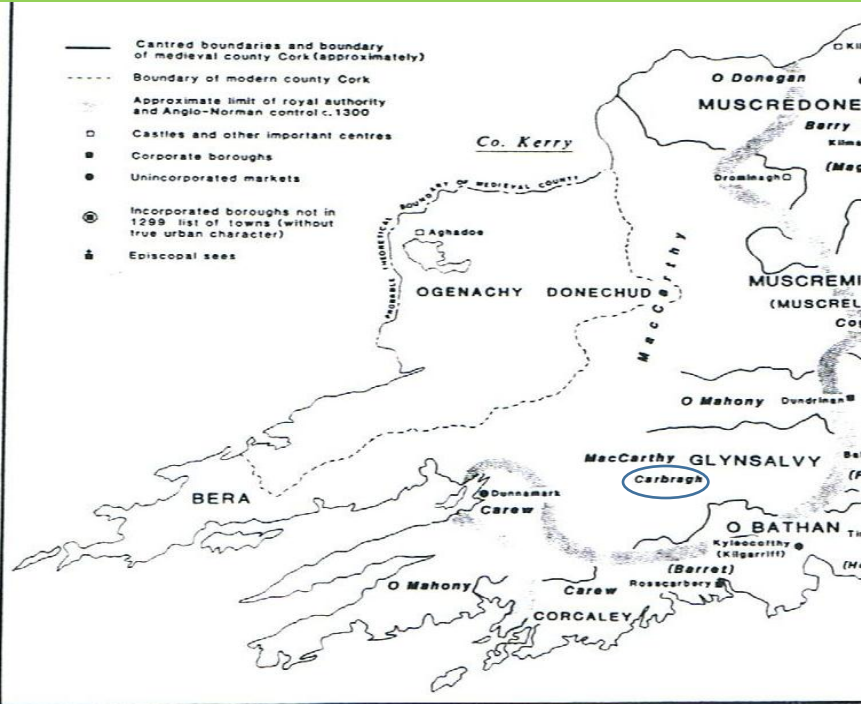 Cantred boundaries and boundary
of medieval county Cork (approximately)
Boundary of modern county Cork
Approximate limit of royal authority
and Anglo-Norman control c. 1300
Castles and other important centres
Corporate boroughs
Unincorporated markets
Incorporated boroughs not in
1299 list of towns (without
true urban character)
Episcopal sees
Co. Kerry
O Donegan
MUSCREDONE
Barry
Drominagh
PROBABLE THEORETICAL BOUNDARY OF MEDIEVAL COUNTY
Aghadoe
OGENACHY DONECHUD
MacCarthy
O Mahony
Dundrinan
MacCarthy GLYNSALVY
Carbragh
BERA
Dunnamark
Carew
O BATHAN
Kyleocofthy
(Kilgarriff)
(Barret)
O Mahony
Carew
Rosscarbery
CORCALEY